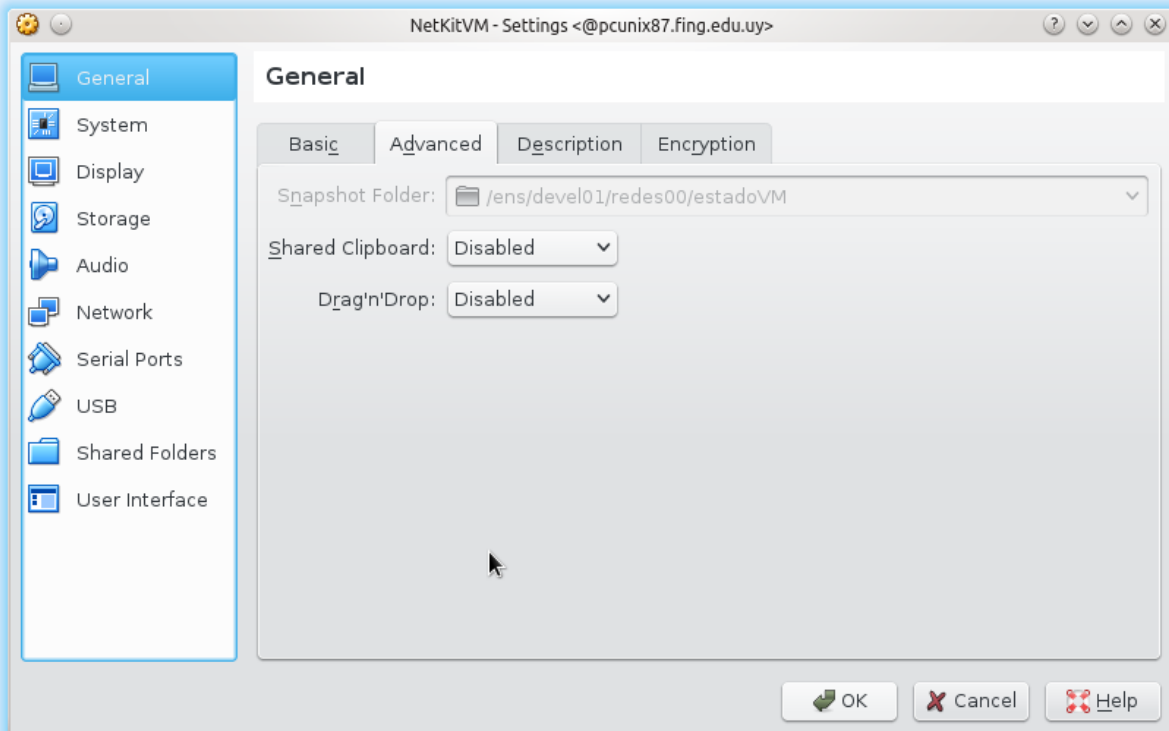 NetKitVM - Settings <@pcunix87.fing.edu.uy>
General
System
Display
Storage
Audio
Network
Serial Ports
USB
Shared Folders
User Interface
General
Basic Advanced Description Encryption
Snapshot Folder: /ens/devel01/redes00/estadoVM
Shared Clipboard: Disabled
Drag'n'Drop: Disabled
OK Cancel Help